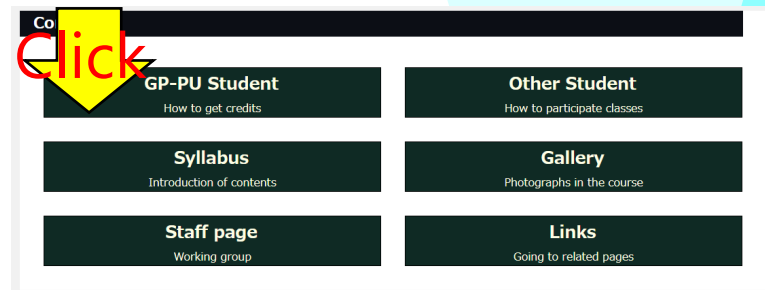 Co
Click
GP-PU Student
How to get credits
Other Student
How to participate classes
Syllabus
Introduction of contents
Gallery
Photographs in the course
Staff page
Working group
Links
Going to related pages